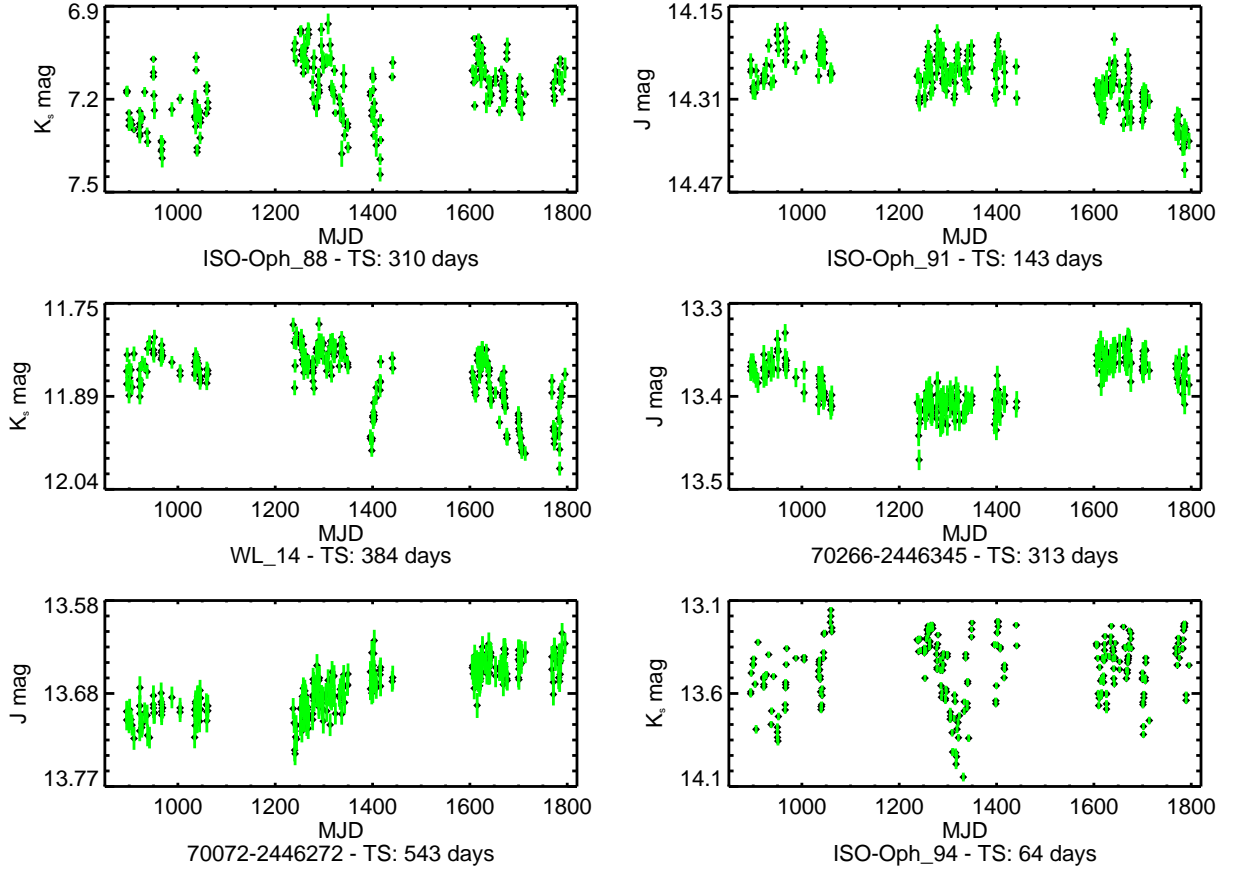 6.9
7.2
7.5
K_s mag
1000 1200 1400 1600 1800
MJD
ISO-Oph_88 - TS: 310 days
14.15
14.31
14.47
J mag
1000 1200 1400 1600 1800
MJD
ISO-Oph_91 - TS: 143 days
11.75
11.89
12.04
K_s mag
1000 1200 1400 1600 1800
MJD
WL_14 - TS: 384 days
13.3
13.4
13.5
J mag
1000 1200 1400 1600 1800
MJD
70266-2446345 - TS: 313 days
13.58
13.68
13.77
J mag
1000 1200 1400 1600 1800
MJD
70072-2446272 - TS: 543 days
13.1
13.6
14.1
K_s mag
1000 1200 1400 1600 1800
MJD
ISO-Oph_94 - TS: 64 days